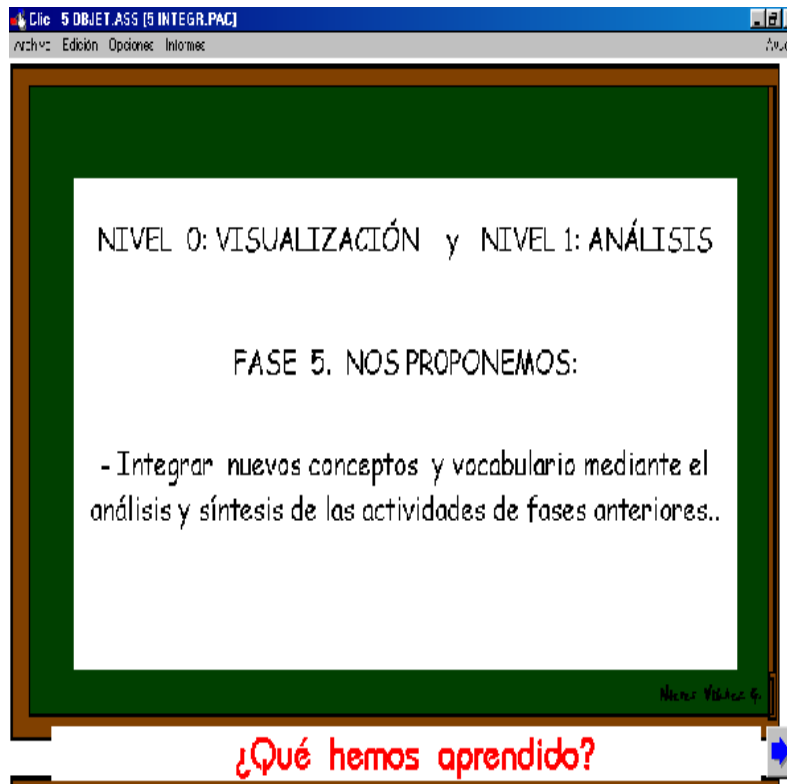 Clic 5 OBJET.ASS [5 INTEGR.PAC]
Archivo Edición Opciones Informes
NIVEL 0: VISUALIZACIÓN y NIVEL 1: ANÁLISIS
FASE 5. NOS PROPONEMOS:
- Integrar nuevos conceptos y vocabulario mediante el
análisis y síntesis de las actividades de fases anteriores..
¿Qué hemos aprendido?